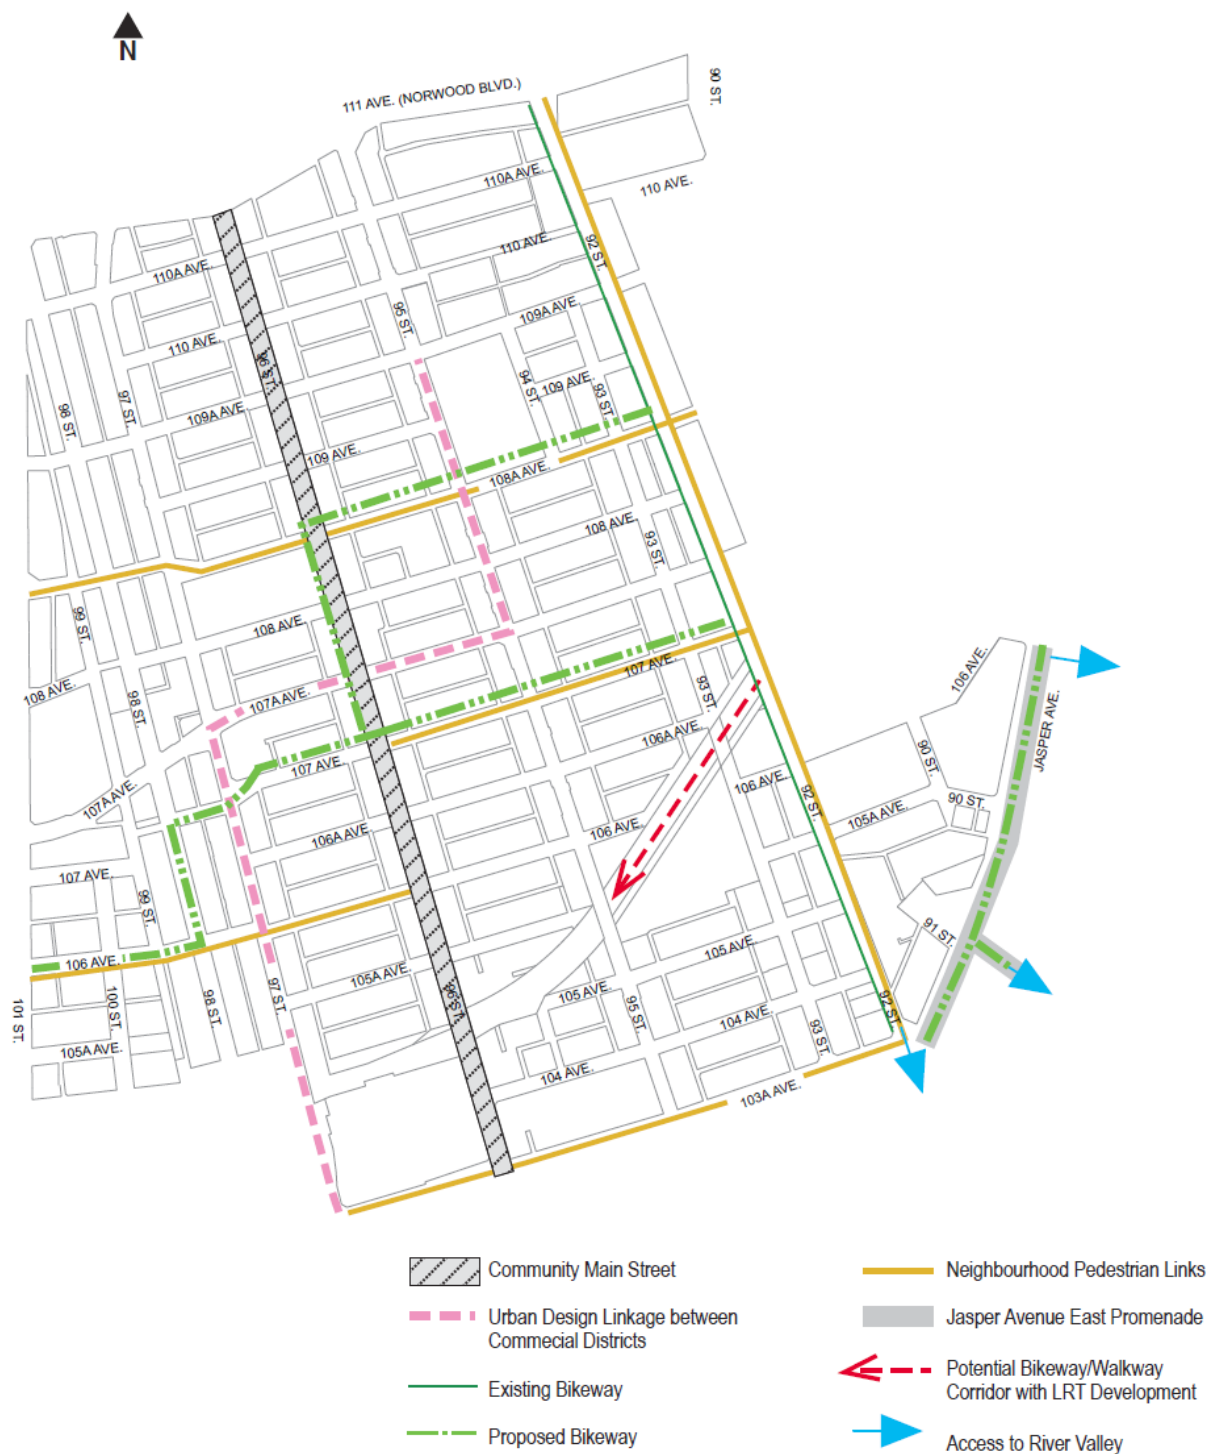 N
111 AVE. (NORWOOD BLVD.)
90 ST.
110A AVE.
110 AVE.
92 ST.
110 AVE.
110A AVE.
109A AVE.
95 ST.
110 AVE.
96 ST.
94 ST.
109 AVE.
93 ST.
97 ST.
98 ST.
109A AVE.
109 AVE.
108A AVE.
108 AVE.
93 ST.
99 ST.
108 AVE.
107 AVE.
93 ST.
106 AVE.
108 AVE.
107A AVE.
98 ST.
106A AVE.
90 ST.
JASPER AVE.
107 AVE.
106 AVE.
92 ST.
90 ST.
107A AVE.
105A AVE.
106A AVE.
106 AVE.
107 AVE.
99 ST.
91 ST.
105 AVE.
106 AVE.
105A AVE.
97 ST.
98 ST.
100 ST.
101 ST.
96 ST.
105 AVE.
95 ST.
104 AVE.
93 ST.
92 ST.
105A AVE.
104 AVE.
103A AVE.
Community Main Street
Urban Design Linkage between
Commecial Districts
Existing Bikeway
Proposed Bikeway
Neighbourhood Pedestrian Links
Jasper Avenue East Promenade
Potential Bikeway/Walkway
Corridor with LRT Development
Access to River Valley